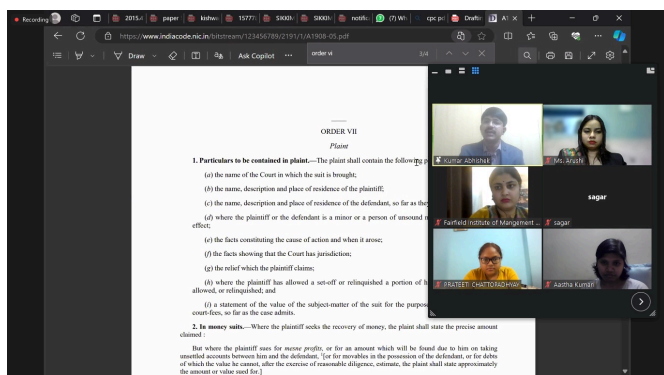 Recording
2015.4
paper
kishwe
15777
SIKKIM
SIKKIM
notific
(7) Wh
cpc pd
Draftin
https://www.indiacode.nic.in/bitstream/123456789/2191/1/A1908-05.pdf
Draw
Ask Copilot
order vi
3/4
ORDER VII
Plaint
1. Particulars to be contained in plaint.—The plaint shall contain the following p
(a) the name of the Court in which the suit is brought;
(b) the name, description and place of residence of the plaintiff;
(c) the name, description and place of residence of the defendant, so far as they
(d) where the plaintiff or the defendant is a minor or a person of unsound m
effect;
(e) the facts constituting the cause of action and when it arose;
(f) the facts showing that the Court has jurisdiction;
(g) the relief which the plaintiff claims;
(h) where the plaintiff has allowed a set-off or relinquished a portion of h
allowed, or relinquished; and
(i) a statement of the value of the subject-matter of the suit for the purpose
court-fees, so far as the case admits.
2. In money suits.—Where the plaintiff seeks the recovery of money, the plaint shall state the precise amount
claimed :
But where the plaintiff sues for mesne profits, or for an amount which will be found due to him on taking
unsettled accounts between him and the defendant, ¹[or for movables in the possession of the defendant, or for debts
of which the value he cannot, after the exercise of reasonable diligence, estimate, the plaint shall state approximately
the amount or value sued for.]
Kumar Abhishek
Ms. Arushi
Fairfield Institute of Mangement ...
sagar
sagar
PRATEETI CHATTOPADHYAY
Aastha Kumari